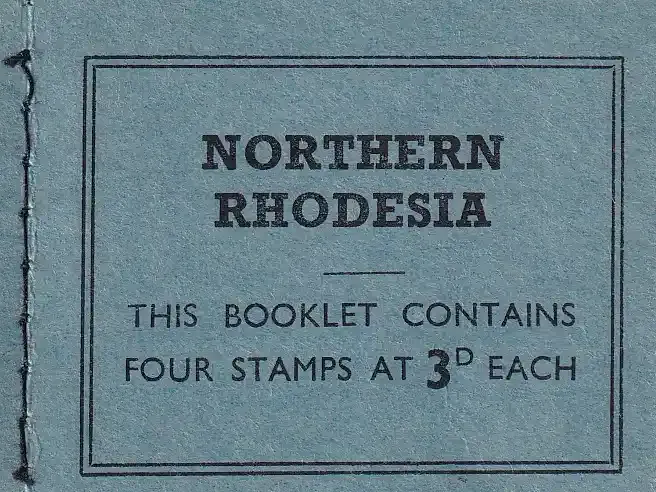 NORTHERN
RHODESIA
THIS BOOKLET CONTAINS
FOUR STAMPS AT 3D EACH